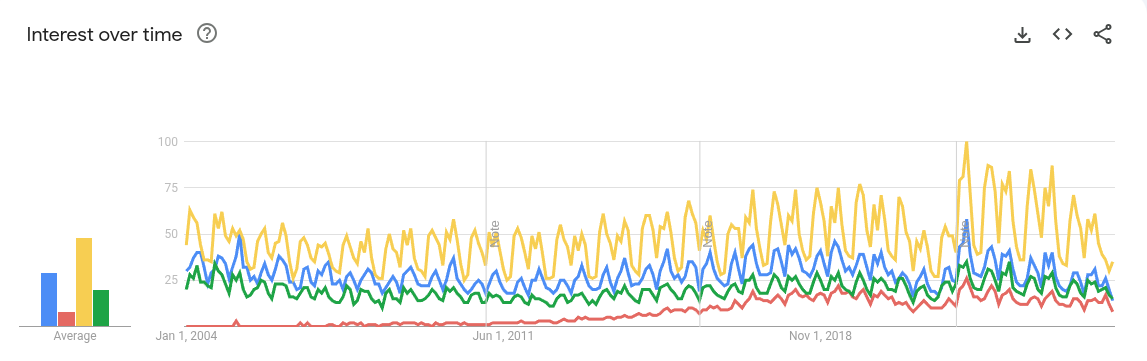 Interest over time
100
75
50
25
Note
Note
Note
Average
Jan 1, 2004
Jun 1, 2011
Nov 1, 2018